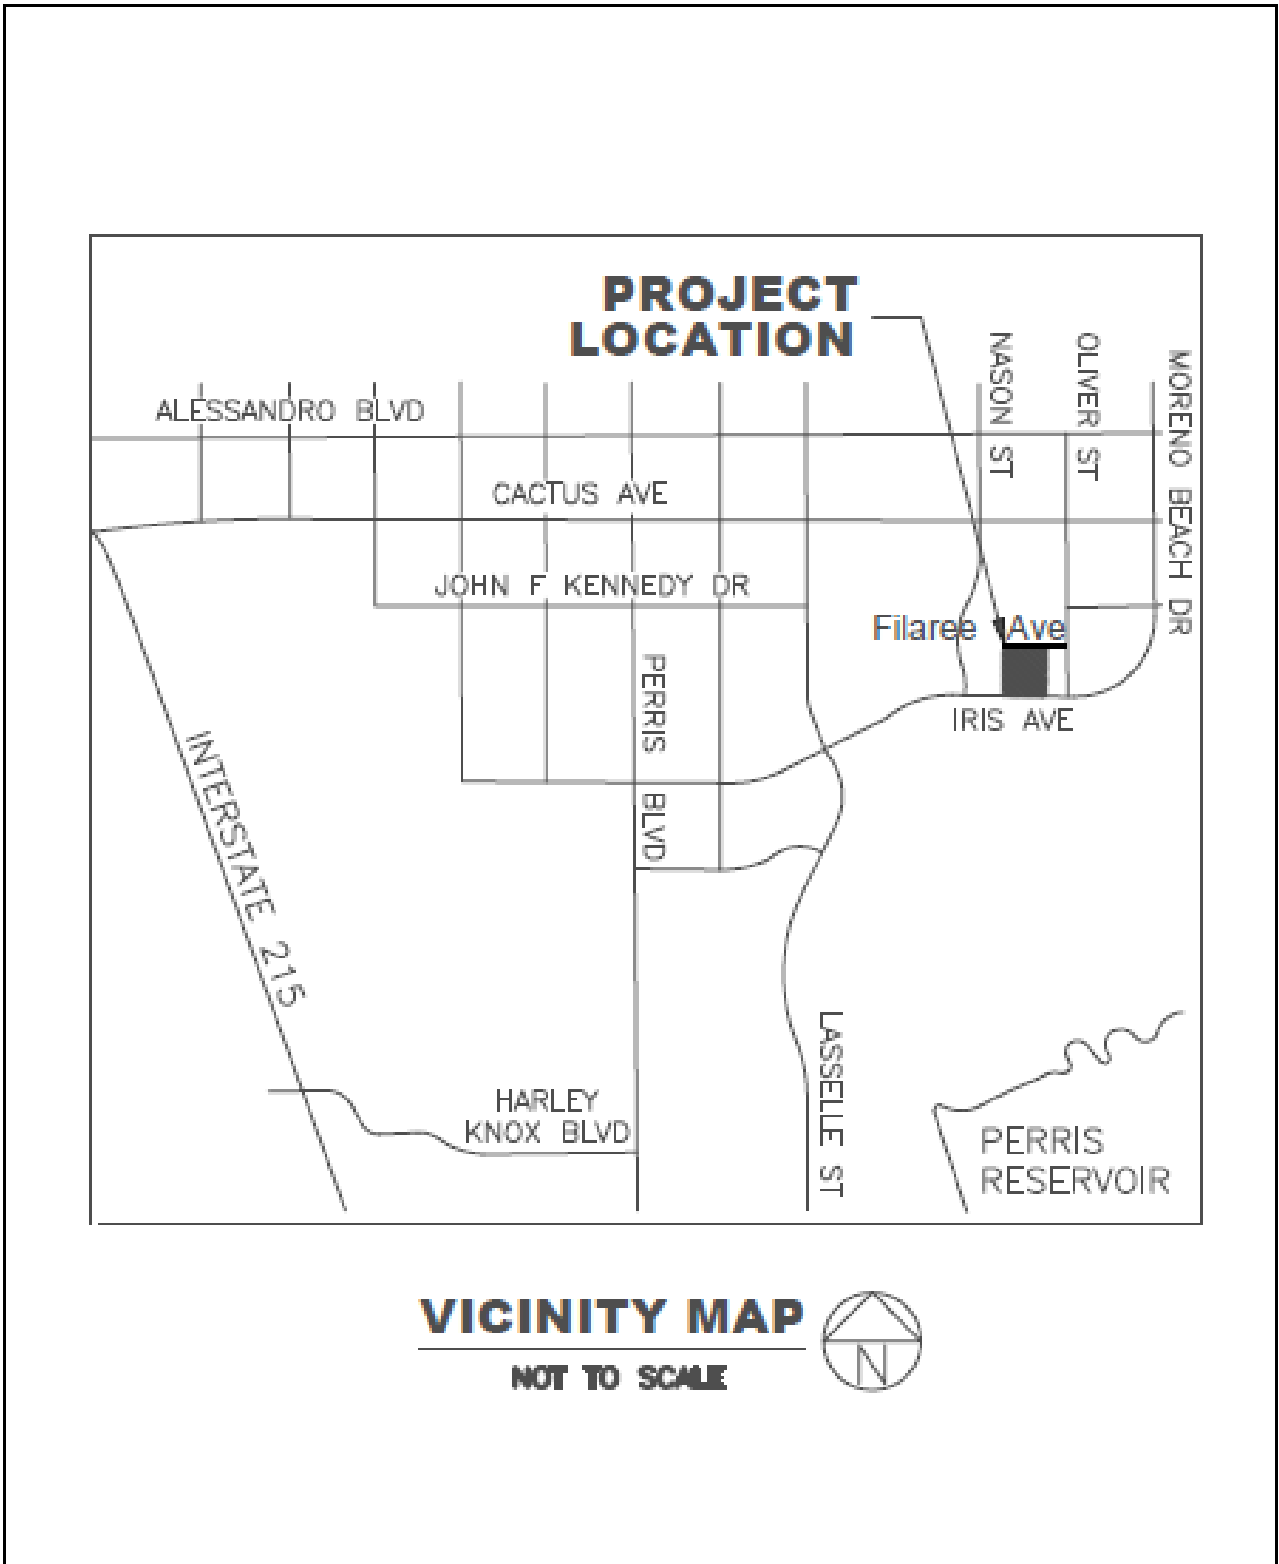 PROJECT
LOCATION
NASON ST
OLIVER ST
MORENO BEACH DR
ALESSANDRO BLVD
CACTUS AVE
JOHN F KENNEDY DR
Filaree Ave
PERRIS BLVD
IRIS AVE
INTERSTATE 215
LASSELLE ST
HARLEY
KNOX BLVD
PERRIS
RESERVOIR
VICINITY MAP
NOT TO SCALE
N